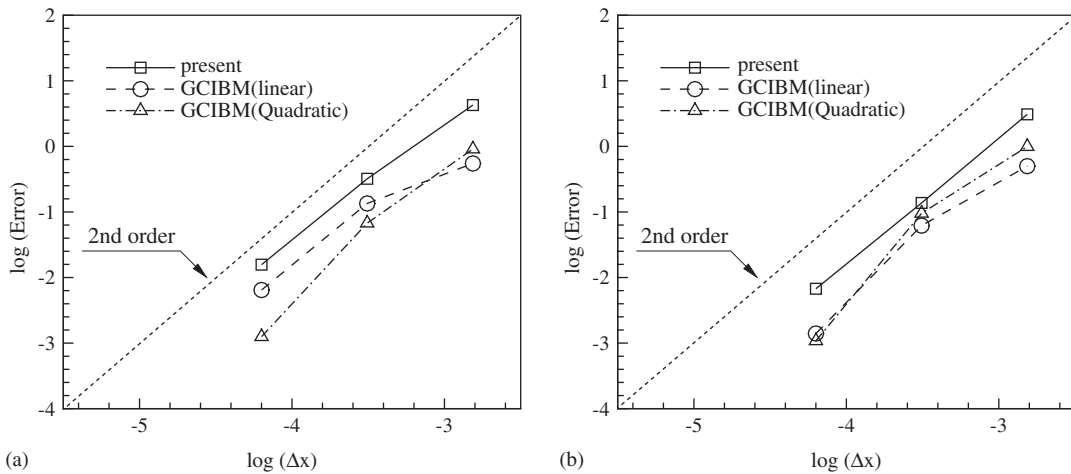 2
1
0
-1
-2
-3
-4
log (Error)
present
GCIBM(linear)
GCIBM(Quadratic)
2nd order
-5
-4
-3
log (Δx)
(a)
2
1
0
-1
-2
-3
-4
log (Error)
present
GCIBM(linear)
GCIBM(Quadratic)
2nd order
-5
-4
-3
log (Δx)
(b)